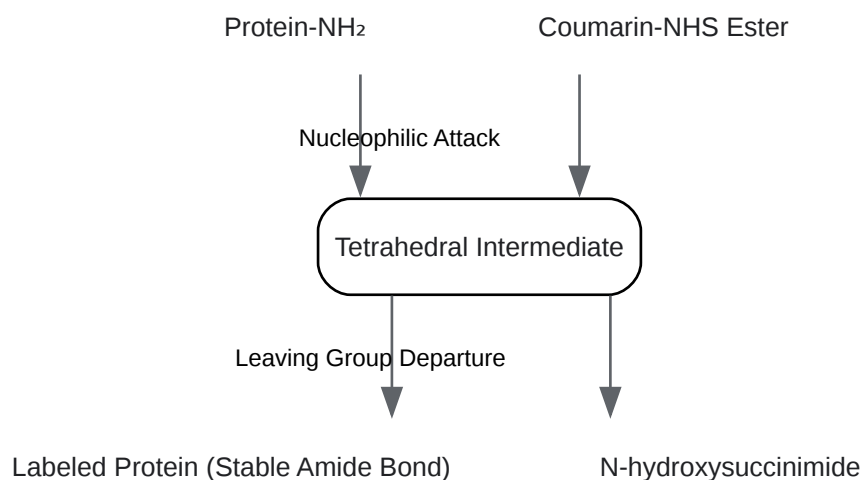 Protein-NH₂
Coumarin-NHS Ester
Nucleophilic Attack
Tetrahedral Intermediate
Leaving Group Departure
Labeled Protein (Stable Amide Bond)
N-hydroxysuccinimide